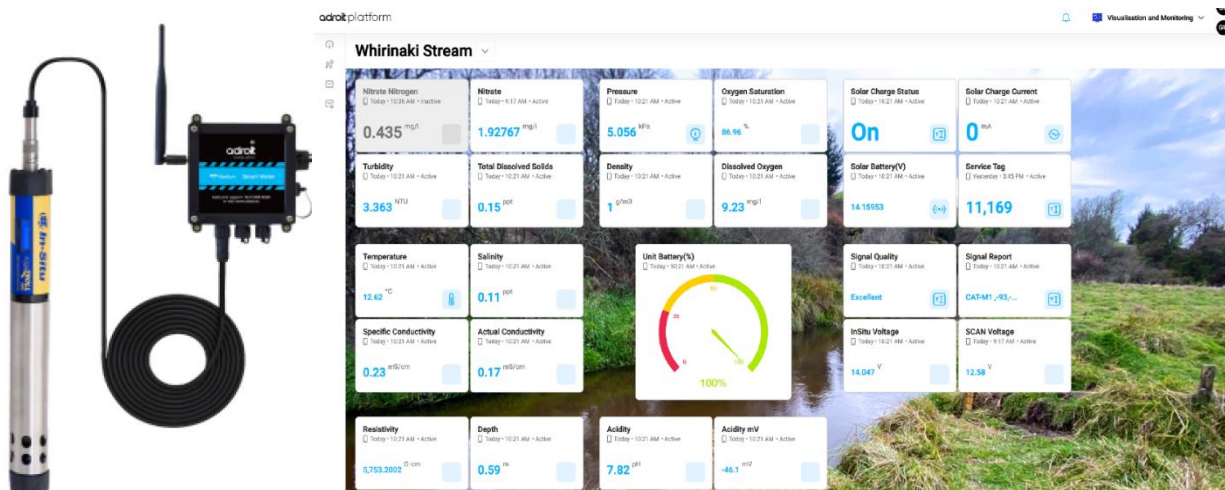 adroit platform
Visualisation and Monitoring
Whirinaki Stream
Nitrate Nitrogen
Today • 10:36 AM • Inactive
0.435 mg/l
Nitrate
Today • 9:17 AM • Active
1.92767 mg/l
Pressure
Today • 10:21 AM • Active
5.056 kPa
Oxygen Saturation
Today • 10:21 AM • Active
86.96 %
Solar Charge Status
Today • 10:21 AM • Active
On
Solar Charge Current
Today • 10:21 AM • Active
0 mA
Turbidity
Today • 10:21 AM • Active
3.363 NTU
Total Dissolved Solids
Today • 10:21 AM • Active
0.15 ppt
Density
Today • 10:21 AM • Active
1 g/m3
Dissolved Oxygen
Today • 10:21 AM • Active
9.23 mg/l
Solar Battery(V)
Today • 10:21 AM • Active
14.15953
Service Tag
Yesterday • 3:45 PM • Active
11,169
Temperature
Today • 10:21 AM • Active
12.62 °C
Salinity
Today • 10:21 AM • Active
0.11 ppt
Unit Battery(%)
Today • 10:21 AM • Active
50
25
0
100
100%
Signal Quality
Today • 10:21 AM • Active
Excellent
Signal Report
Today • 10:21 AM • Active
CAT-M1 ,-93,-...
Specific Conductivity
Today • 10:21 AM • Active
0.23 mS/cm
Actual Conductivity
Today • 10:21 AM • Active
0.17 mS/cm
InSitu Voltage
Today • 10:21 AM • Active
14.047 V
SCAN Voltage
Today • 9:17 AM • Active
12.58 V
Resistivity
Today • 10:21 AM • Active
5,753.2002 Ω-cm
Depth
Today • 10:21 AM • Active
0.59 m
Acidity
Today • 10:21 AM • Active
7.82 pH
Acidity mV
Today • 10:21 AM • Active
-46.1 mV
adroit
Smart Water
In-Situ